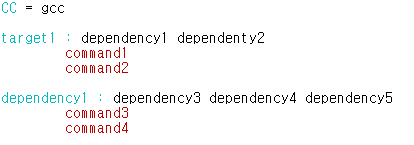 CC = gcc
target1 : dependency1 dependenty2
command1
command2
dependency1 : dependency3 dependency4 dependency5
command3
command4